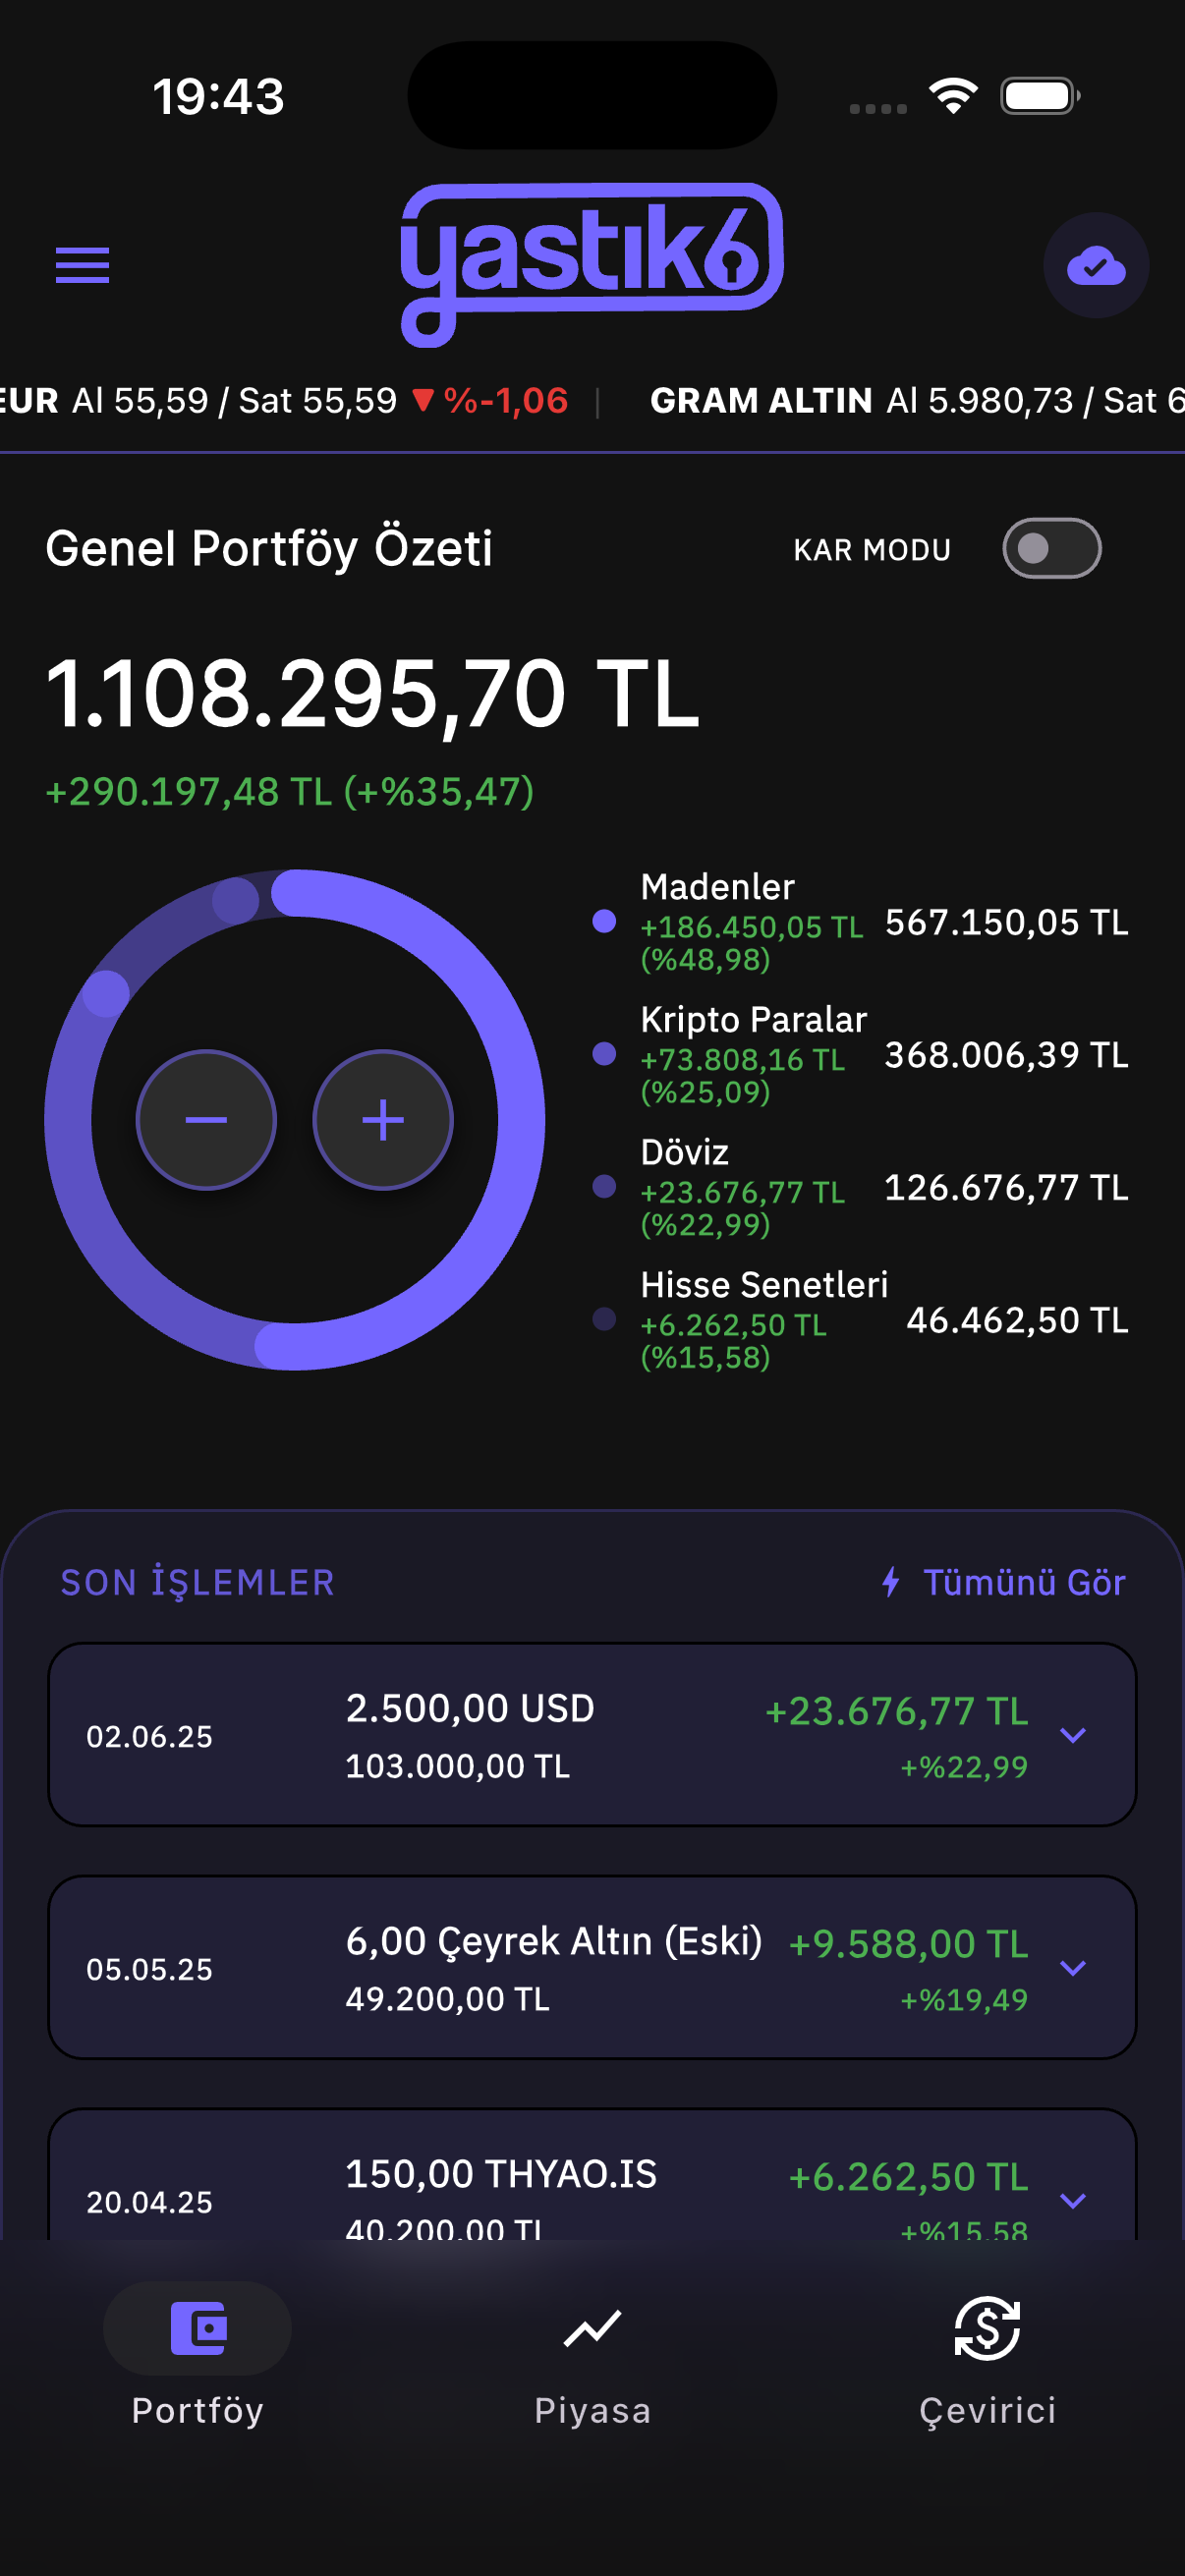 19:43
yastık6
EUR Al 55,59 / Sat 55,59 ▼%-1,06 | GRAM ALTIN Al 5.980,73 / Sat 6
Genel Portföy Özeti
KAR MODU
1.108.295,70 TL
+290.197,48 TL (+%35,47)
Madenler
+186.450,05 TL
(%48,98)
567.150,05 TL
Kripto Paralar
+73.808,16 TL
(%25,09)
368.006,39 TL
Döviz
+23.676,77 TL
(%22,99)
126.676,77 TL
Hisse Senetleri
+6.262,50 TL
(%15,58)
46.462,50 TL
SON İŞLEMLER
Tümünü Gör
02.06.25
2.500,00 USD
103.000,00 TL
+23.676,77 TL
+%22,99
05.05.25
6,00 Çeyrek Altın (Eski)
49.200,00 TL
+9.588,00 TL
+%19,49
20.04.25
150,00 THYAO.IS
40.200,00 TL
+6.262,50 TL
+%15,58
Portföy
Piyasa
Çevirici